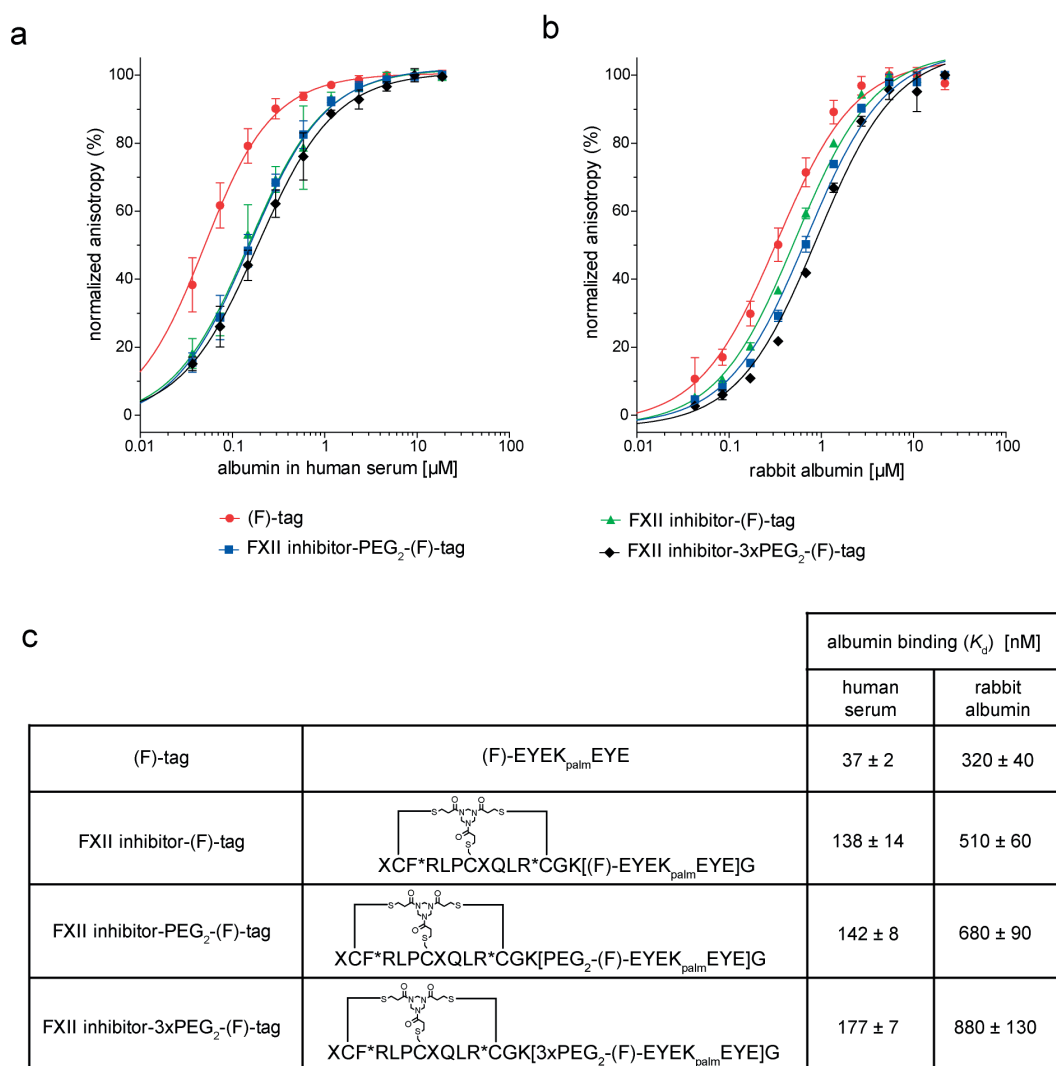 a
b
normalized anisotropy (%)
100
80
60
40
20
0
0.01 0.1 1 10 100
albumin in human serum [µM]
normalized anisotropy (%)
100
80
60
40
20
0
0.01 0.1 1 10 100
rabbit albumin [µM]
(F)-tag
FXII inhibitor-(F)-tag
FXII inhibitor-PEG2-(F)-tag
FXII inhibitor-3xPEG2-(F)-tag
c
albumin binding (Kd) [nM]
human serum
rabbit albumin
(F)-tag
(F)-EYEKpalmEYE
37 ± 2
320 ± 40
FXII inhibitor-(F)-tag
O O
S N N S
N
O
S
XCF*RLPCXQLR*CGK[(F)-EYEKpalmEYE]G
138 ± 14
510 ± 60
FXII inhibitor-PEG2-(F)-tag
O O
S N N S
N
O
S
XCF*RLPCXQLR*CGK[PEG2-(F)-EYEKpalmEYE]G
142 ± 8
680 ± 90
FXII inhibitor-3xPEG2-(F)-tag
O O
S N N S
N
O
S
XCF*RLPCXQLR*CGK[3xPEG2-(F)-EYEKpalmEYE]G
177 ± 7
880 ± 130